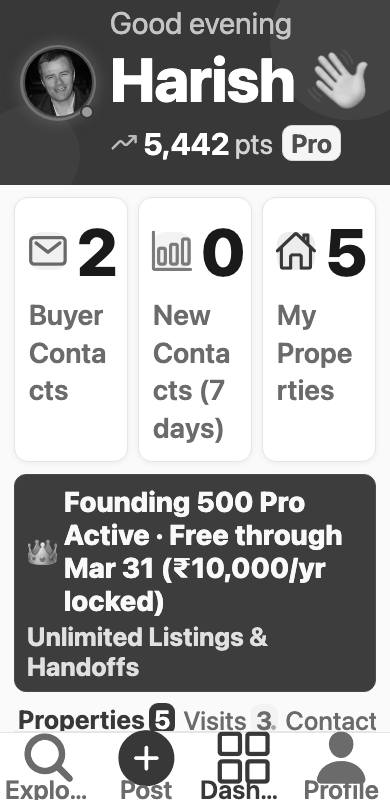 Good evening
Harish 👋
5,442 pts Pro
2
Buyer
Conta
cts
0
New
Conta
cts (7
days)
5
My
Prope
rties
Founding 500 Pro
Active · Free through
Mar 31 (₹10,000/yr
locked)
Unlimited Listings &
Handoffs
Properties 5 Visits 3 Contact
Explo... Post Dash... Profile